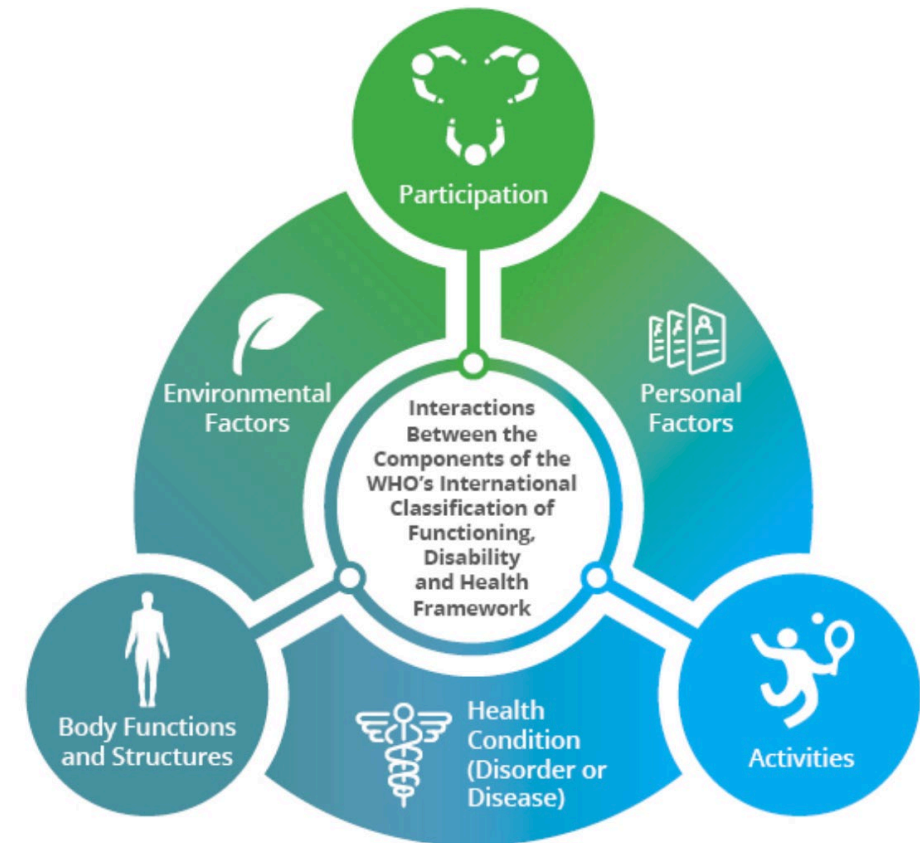 Participation
Environmental
Factors
Personal
Factors
Interactions
Between the
Components of the
WHO's International
Classification of
Functioning,
Disability
and Health
Framework
Body Functions
and Structures
Health
Condition
(Disorder or
Disease)
Activities